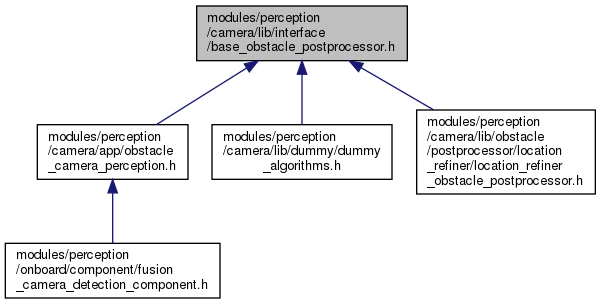 modules/perception
/camera/lib/interface
/base_obstacle_postprocessor.h
modules/perception
/camera/app/obstacle
_camera_perception.h
modules/perception
/camera/lib/dummy/dummy
_algorithms.h
modules/perception
/camera/lib/obstacle
/postprocessor/location
_refiner/location_refiner
_obstacle_postprocessor.h
modules/perception
/onboard/component/fusion
_camera_detection_component.h